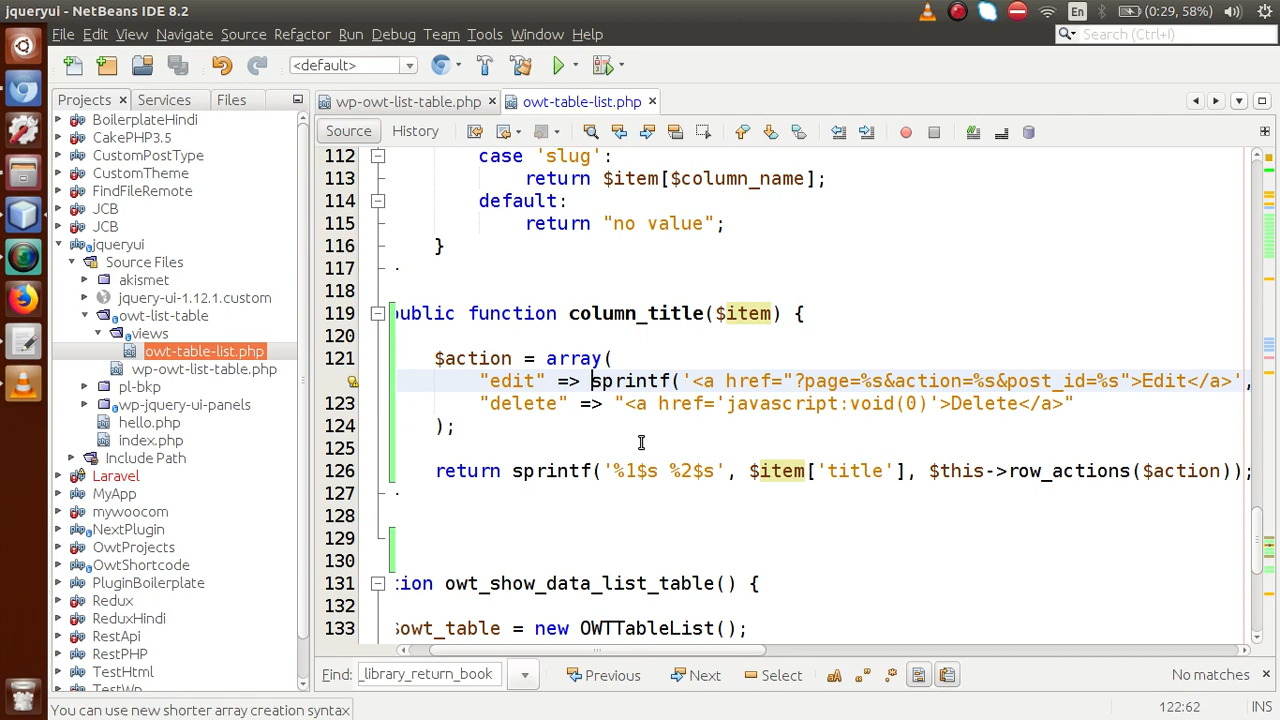 jqueryui - NetBeans IDE 8.2
En
(0:29, 58%)
File Edit View Navigate Source Refactor Run Debug Team Tools Window Help
Search (Ctrl+I)
<default>
Projects Services Files
wp-owt-list-table.php
owt-table-list.php
Source History
BoilerplateHindi
CakePHP3.5
CustomPostType
CustomTheme
FindFileRemote
JCB
JCB
jqueryui
Source Files
akismet
jquery-ui-1.12.1.custom
owt-list-table
views
owt-table-list.php
wp-owt-list-table.php
pl-bkp
wp-jquery-ui-panels
hello.php
index.php
Include Path
Laravel
MyApp
mywoocom
NextPlugin
OwtProjects
OwtShortcode
PluginBoilerplate
Redux
ReduxHindi
RestApi
RestPHP
TestHtml
TestWp
112 case 'slug':
113 return $item[$column_name];
114 default:
115 return "no value";
116 }
117
118
119 public function column_title($item) {
120
121 $action = array(
"edit" => sprintf('<a href="?page=%s&action=%s&post_id=%s">Edit</a>',
123 "delete" => "<a href='javascript:void(0)'>Delete</a>"
124 );
125
126 return sprintf('%1$s %2$s', $item['title'], $this->row_actions($action));
127
128
129
130
131 tion owt_show_data_list_table() {
132
133 $owt_table = new OWTTableList();
Find: _library_return_book Previous Next Select No matches
You can use new shorter array creation syntax
122:62 INS